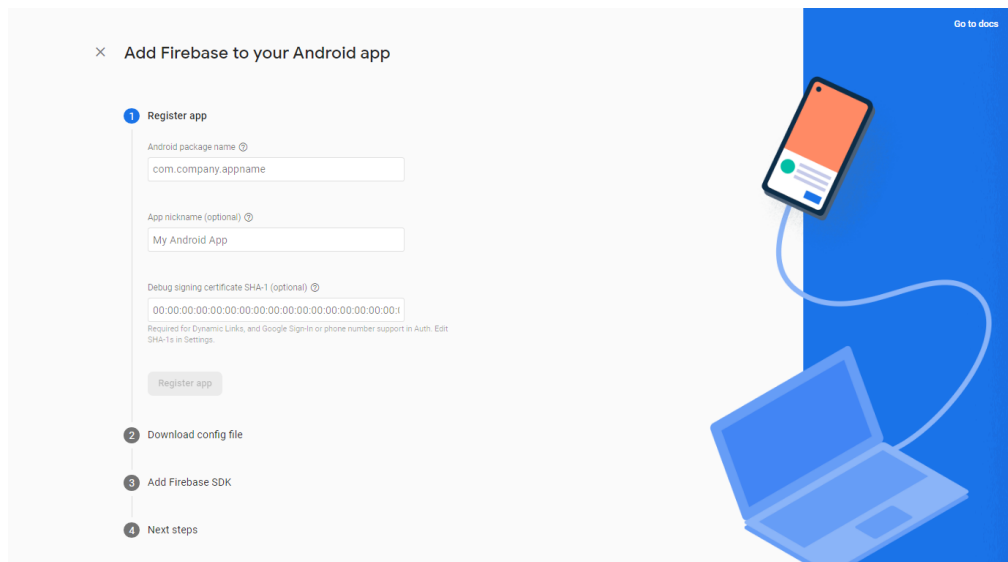 Go to docs
Add Firebase to your Android app
1 Register app
Android package name
com.company.appname
App nickname (optional)
My Android App
Debug signing certificate SHA-1 (optional)
00:00:00:00:00:00:00:00:00:00:00:00:00:00:00:00:00:
Required for Dynamic Links, and Google Sign-In or phone number support in Auth. Edit
SHA-1s in Settings.
Register app
2 Download config file
3 Add Firebase SDK
4 Next steps